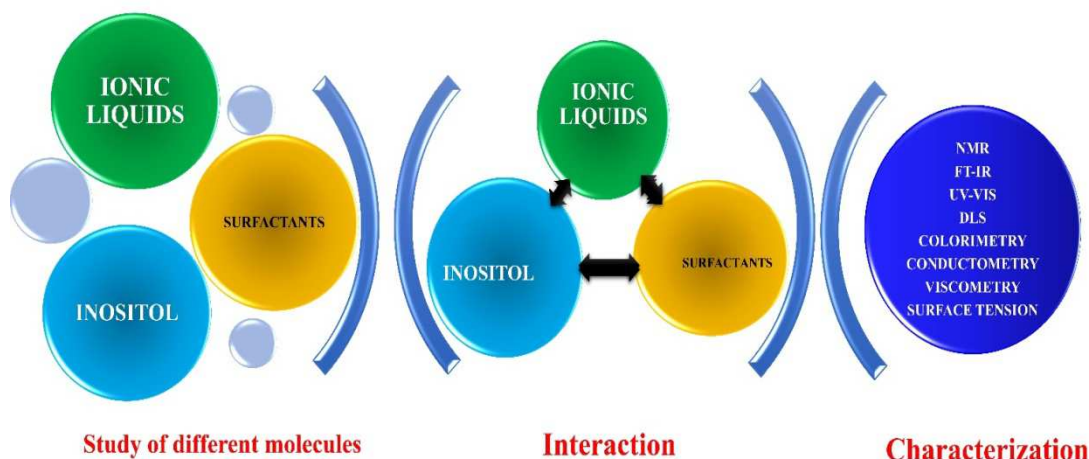 IONIC
LIQUIDS
SURFACTANTS
INOSITOL
IONIC
LIQUIDS
INOSITOL
SURFACTANTS
NMR
FT-IR
UV-VIS
DLS
COLORIMETRY
CONDUCTOMETRY
VISCOMETRY
SURFACE TENSION
Study of different molecules
Interaction
Characterization